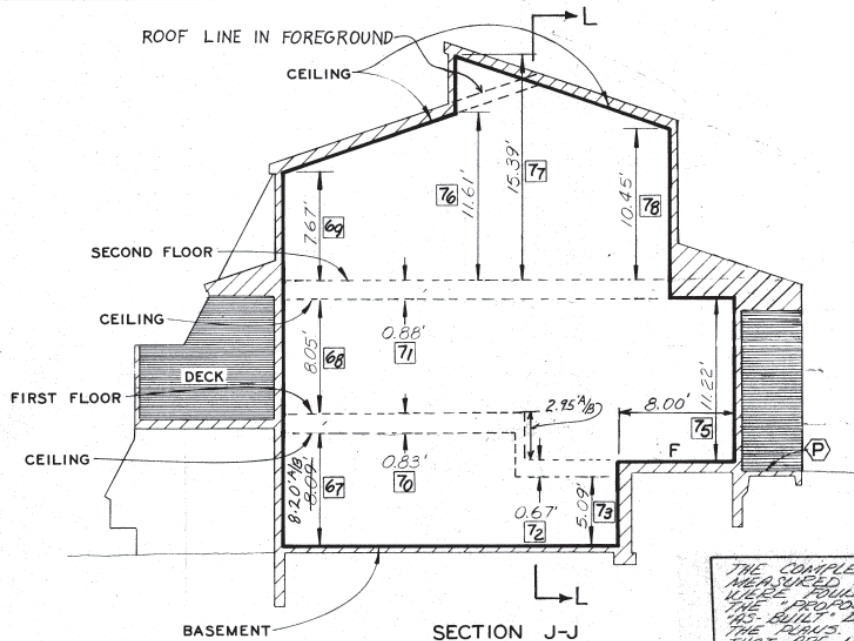 L
ROOF LINE IN FOREGROUND
CEILING
77
15.39'
76
11.61'
78
10.45'
69
7.67'
SECOND FLOOR
CEILING
0.88'
71
68
8.05'
DECK
FIRST FLOOR
2.95' A/B
8.00'
11.22'
75
CEILING
F
P
0.83'
70
67
8.20' A/B
8.09'
0.67'
72
73
5.09'
L
BASEMENT
SECTION J-J
THE COMPLE
MEASURED
WERE FOUN
THE "PROPO
"AS-BUILT"
THE PLANS.